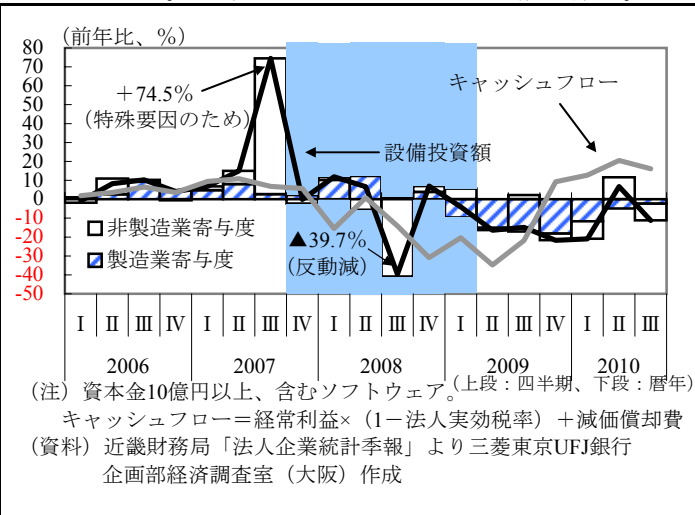 (前年比、%)
80
70
60
50
40
30
20
10
0
-10
-20
-30
-40
-50
+74.5%
(特殊要因のため)
キャッシュフロー
設備投資額
▲39.7%
(反動減)
非製造業寄与度
製造業寄与度
Ⅰ Ⅱ Ⅲ Ⅳ Ⅰ Ⅱ Ⅲ Ⅳ Ⅰ Ⅱ Ⅲ Ⅳ Ⅰ Ⅱ Ⅲ Ⅳ Ⅰ Ⅱ Ⅲ
2006 2007 2008 2009 2010
(上段:四半期、下段:暦年)
(注)資本金10億円以上、含むソフトウェア。
キャッシュフロー=経常利益×(1-法人実効税率)+減価償却費
(資料)近畿財務局「法人企業統計季報」より三菱東京UFJ銀行
企画部経済調査室(大阪)作成